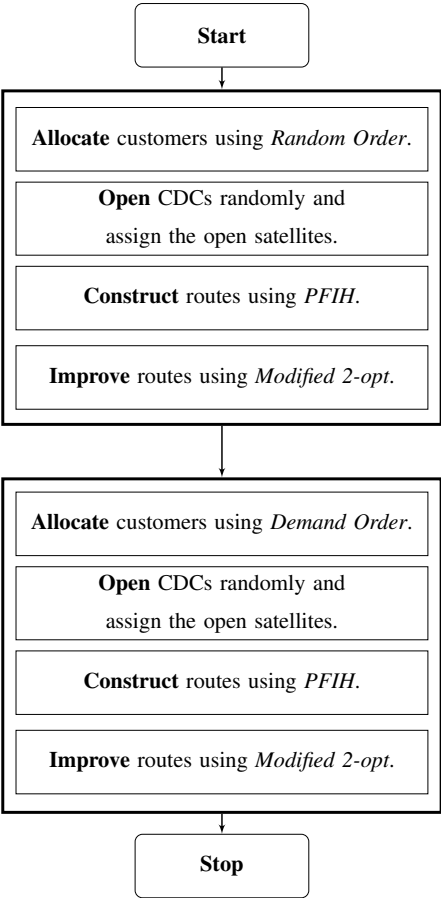 Start
Allocate customers using Random Order.
Open CDCs randomly and
assign the open satellites.
Construct routes using PFIH.
Improve routes using Modified 2-opt.
Allocate customers using Demand Order.
Open CDCs randomly and
assign the open satellites.
Construct routes using PFIH.
Improve routes using Modified 2-opt.
Stop